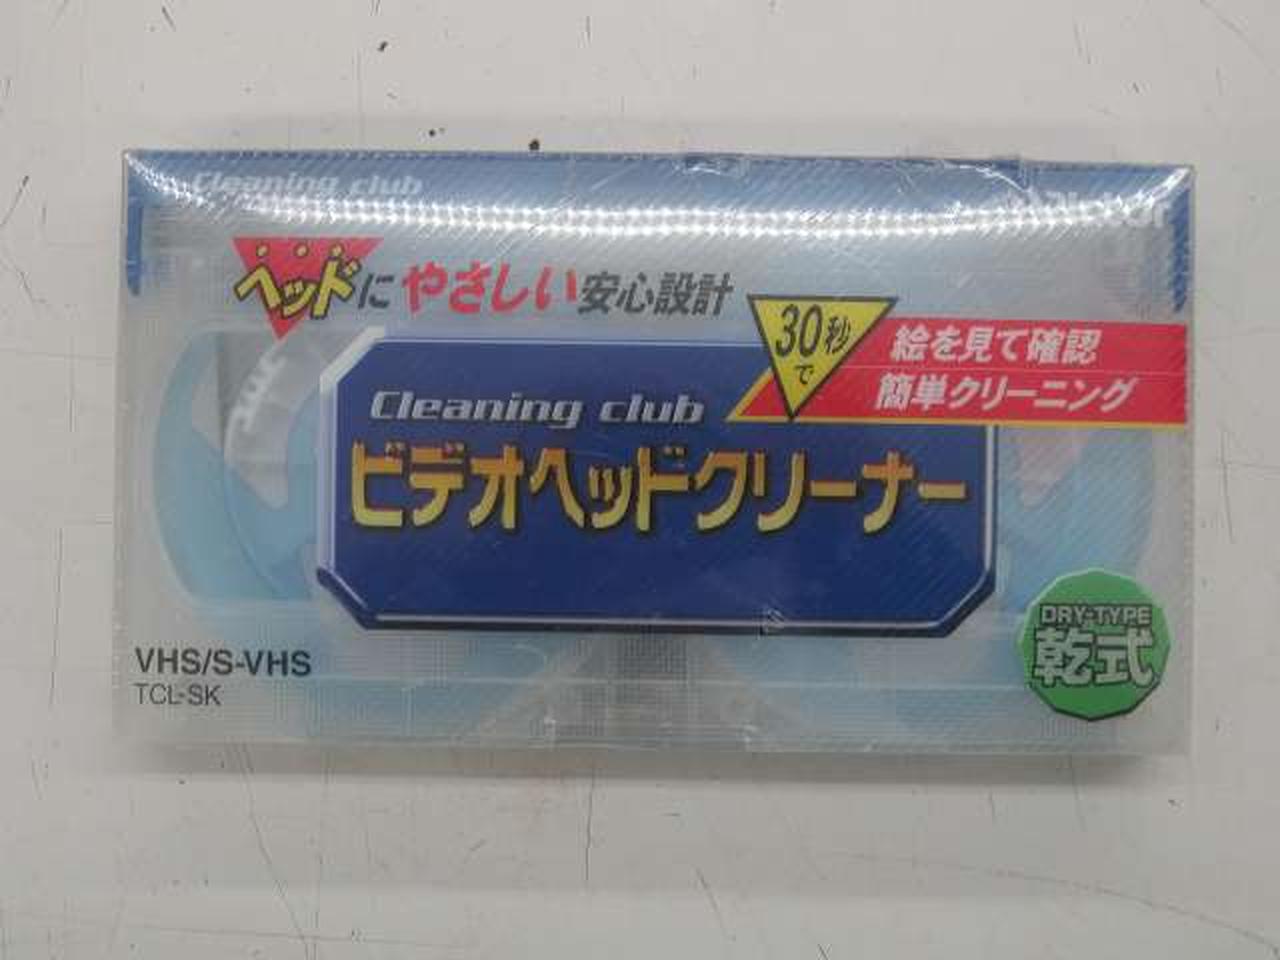 Cleaning club
Victor
ヘッドにやさしい安心設計
30秒で
絵を見て確認
簡単クリーニング
Cleaning club
ビデオヘッドクリーナー
DRY-TYPE
乾式
VHS/S-VHS
TCL-SK